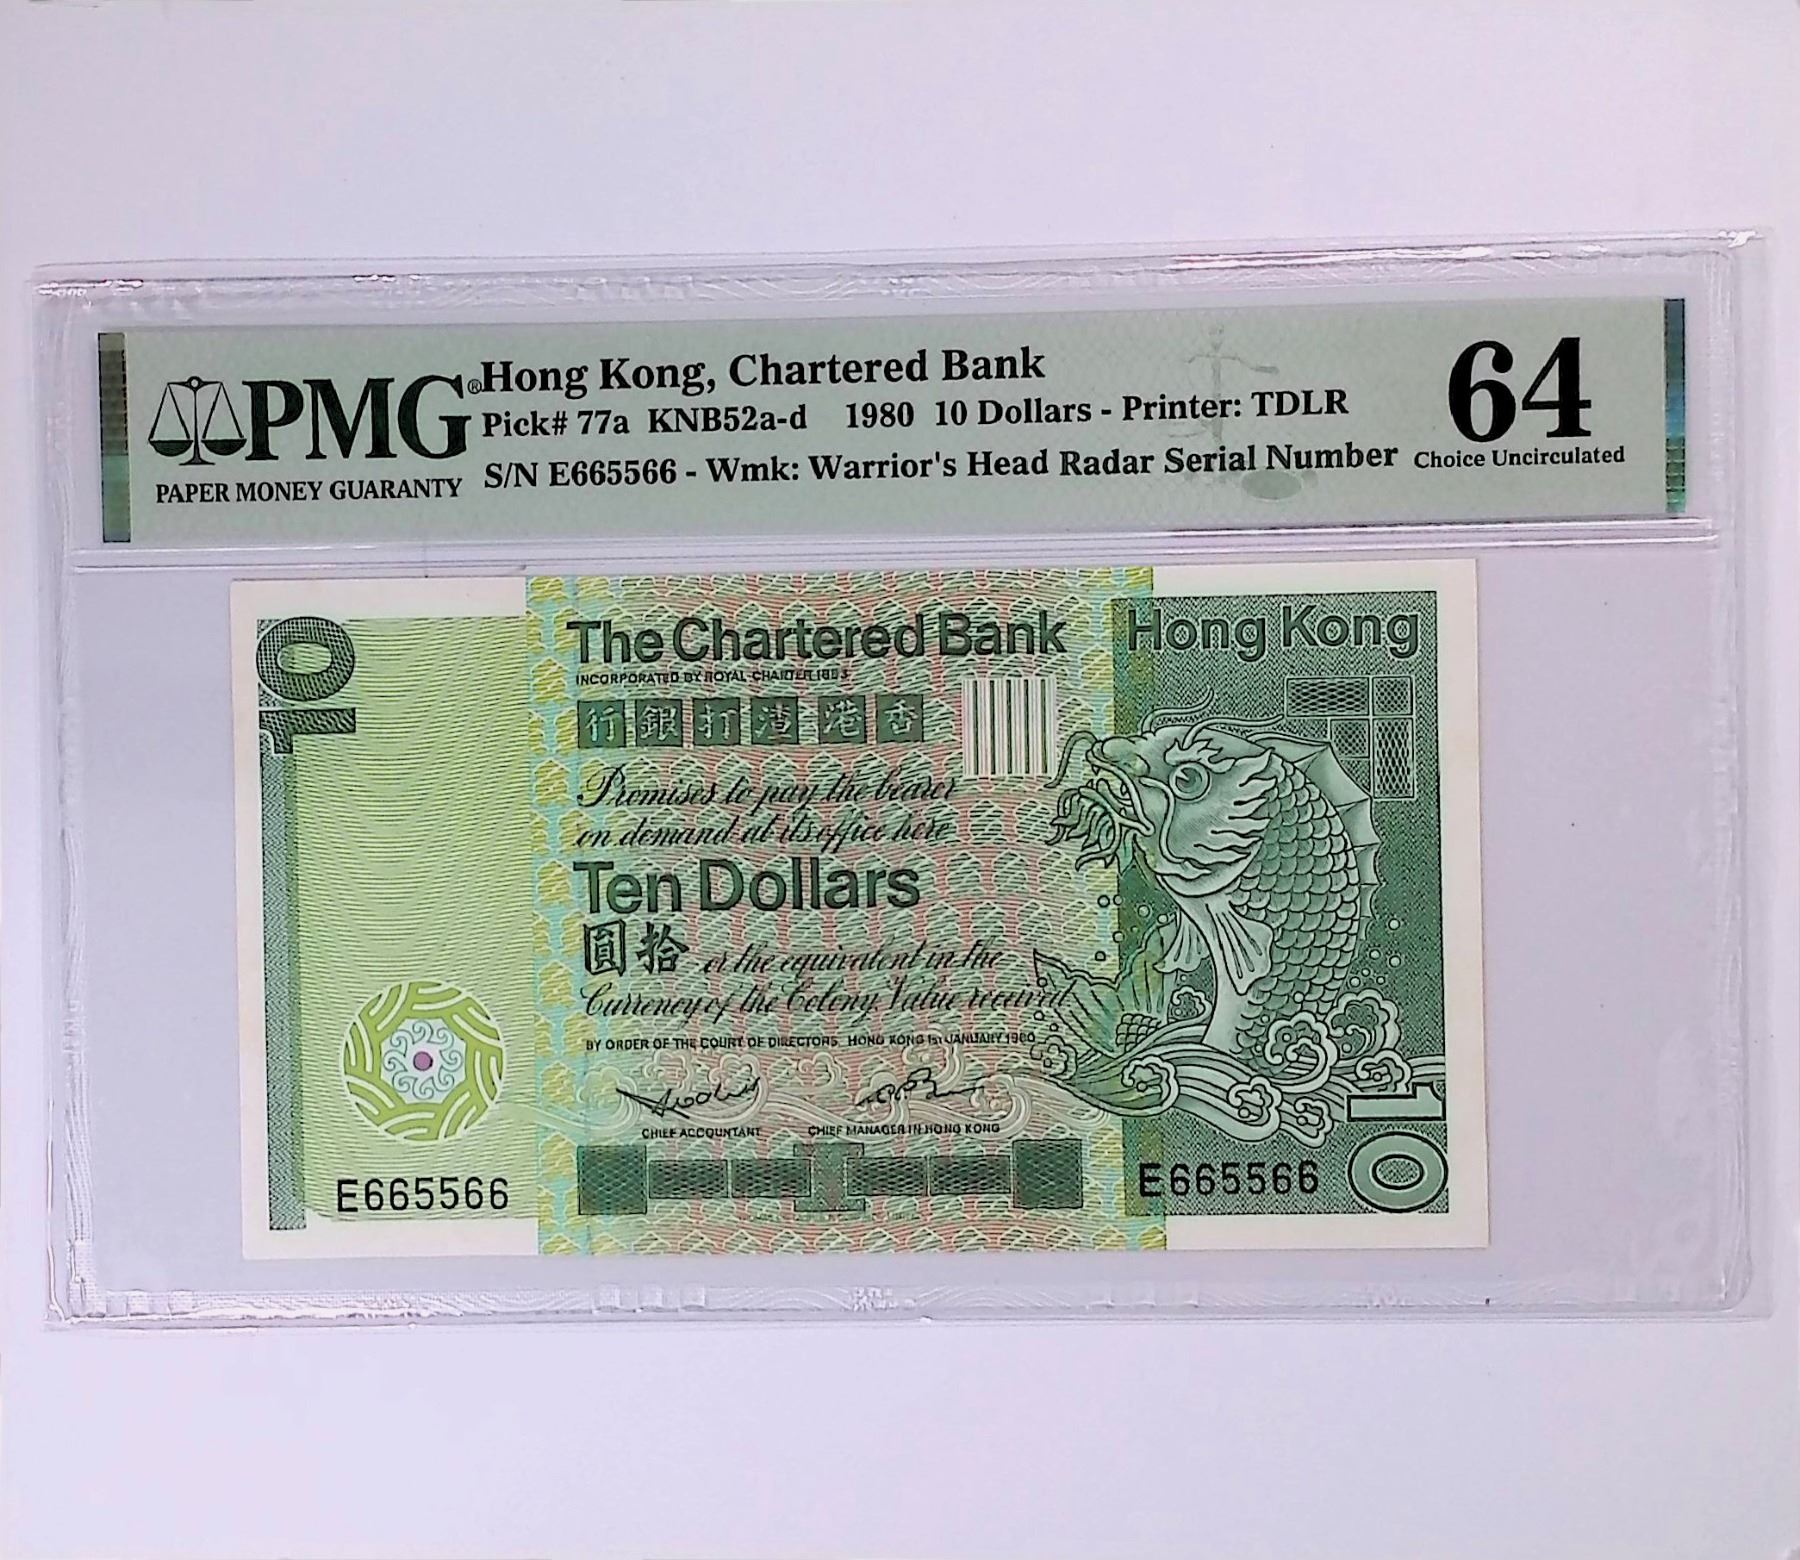 PMG®
PAPER MONEY GUARANTY
Hong Kong, Chartered Bank
Pick# 77a KNB52a-d 1980 10 Dollars - Printer: TDLR
S/N E665566 - Wmk: Warrior's Head Radar Serial Number
64
Choice Uncirculated
10
The Chartered Bank
Hong Kong
INCORPORATED BY ROYAL CHARTER 1853
行銀打渣港香
Promises to pay the bearer
on demand at its office here
Ten Dollars
圓拾 or the equivalent in the
Currency of the Colony. Value received
BY ORDER OF THE COURT OF DIRECTORS, HONG KONG 1ST JANUARY 1980
CHIEF ACCOUNTANT
CHIEF MANAGER IN HONG KONG
E665566
E665566
10